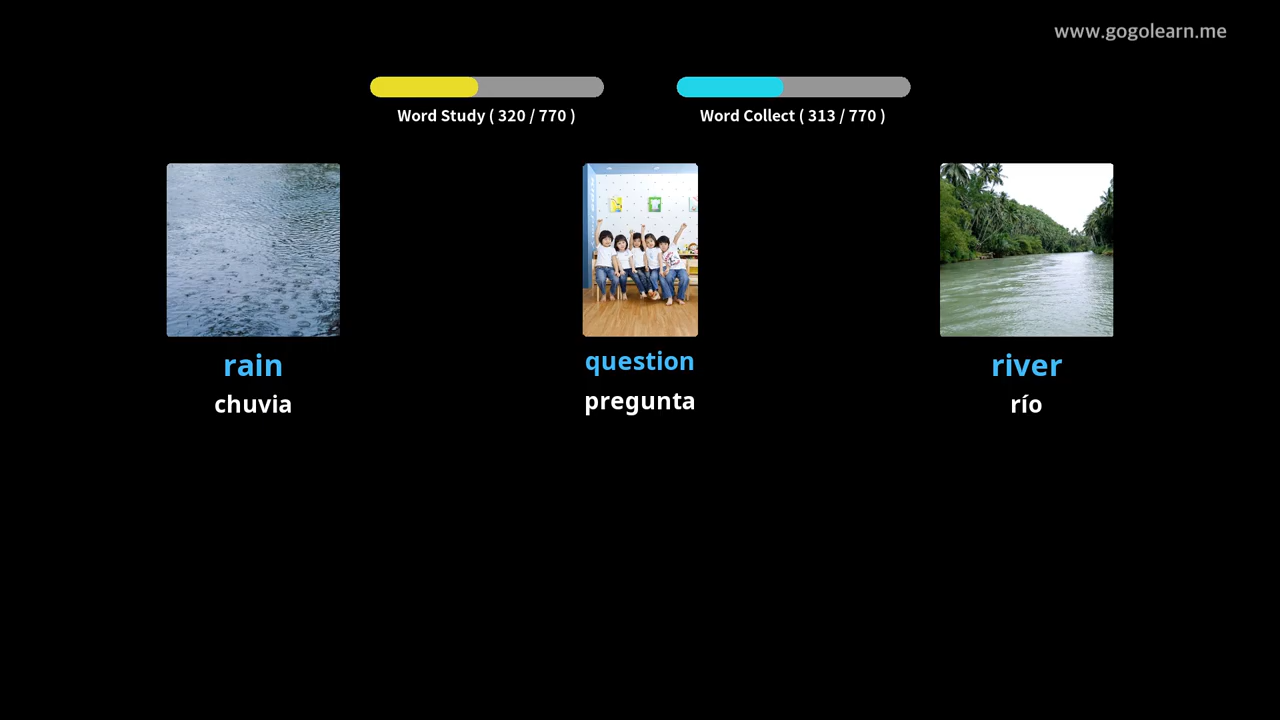 www.gogolearn.me
Word Study ( 320 / 770 )
Word Collect ( 313 / 770 )
rain
chuvia
question
pregunta
river
río